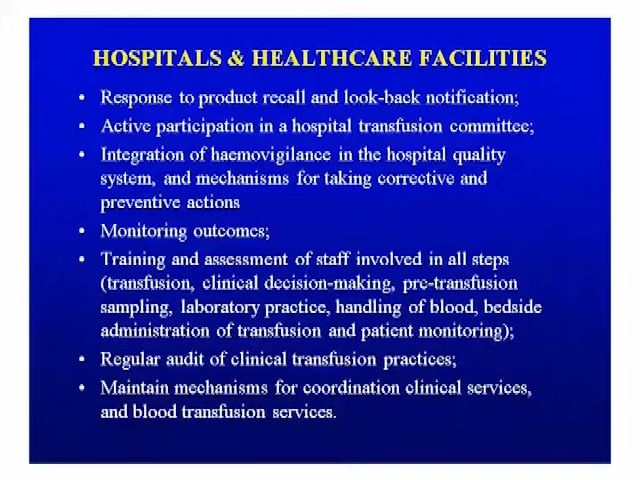 HOSPITALS & HEALTHCARE FACILITIES
• Response to product recall and look-back notification;
• Active participation in a hospital transfusion committee;
• Integration of haemovigilance in the hospital quality
system, and mechanisms for taking corrective and
preventive actions
• Monitoring outcomes;
• Training and assessment of staff involved in all steps
(transfusion, clinical decision-making, pre-transfusion
sampling, laboratory practice, handling of blood, bedside
administration of transfusion and patient monitoring);
• Regular audit of clinical transfusion practices;
• Maintain mechanisms for coordination clinical services,
and blood transfusion services.